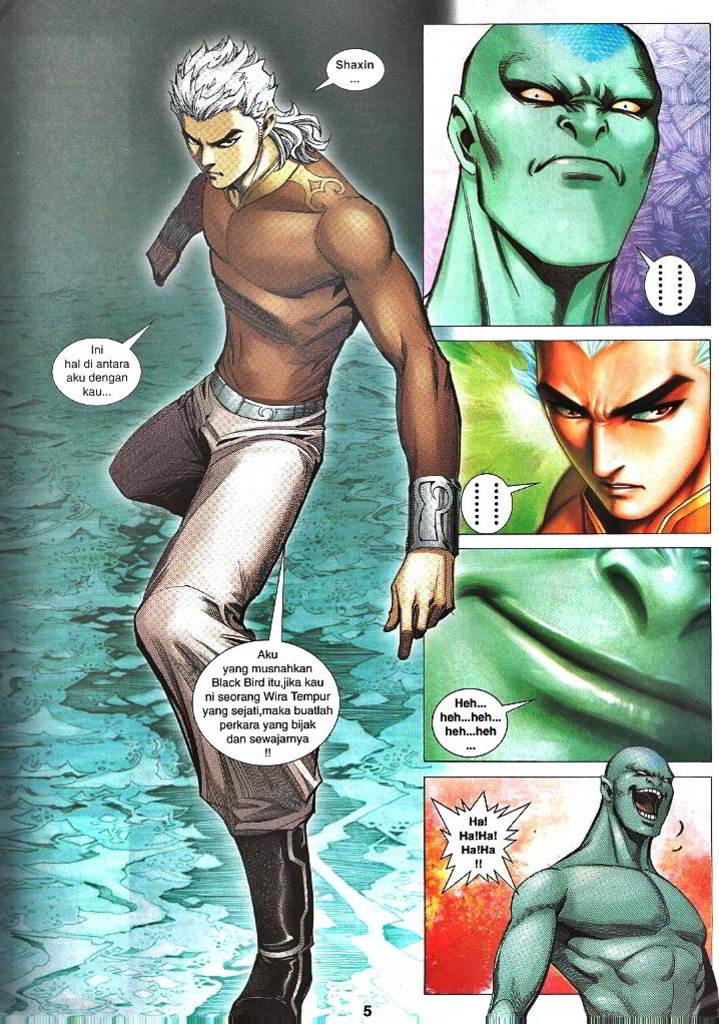 Shaxin
...
Ini
hal di antara
aku dengan
kau...
Aku
yang musnahkan
Black Bird itu,jika kau
ni seorang Wira Tempur
yang sejati,maka buatlah
perkara yang bijak
dan sewajarnya
!!
Heh...
heh...heh...
heh...heh
...
Ha!
Ha!Ha!
Ha!Ha
!!
5